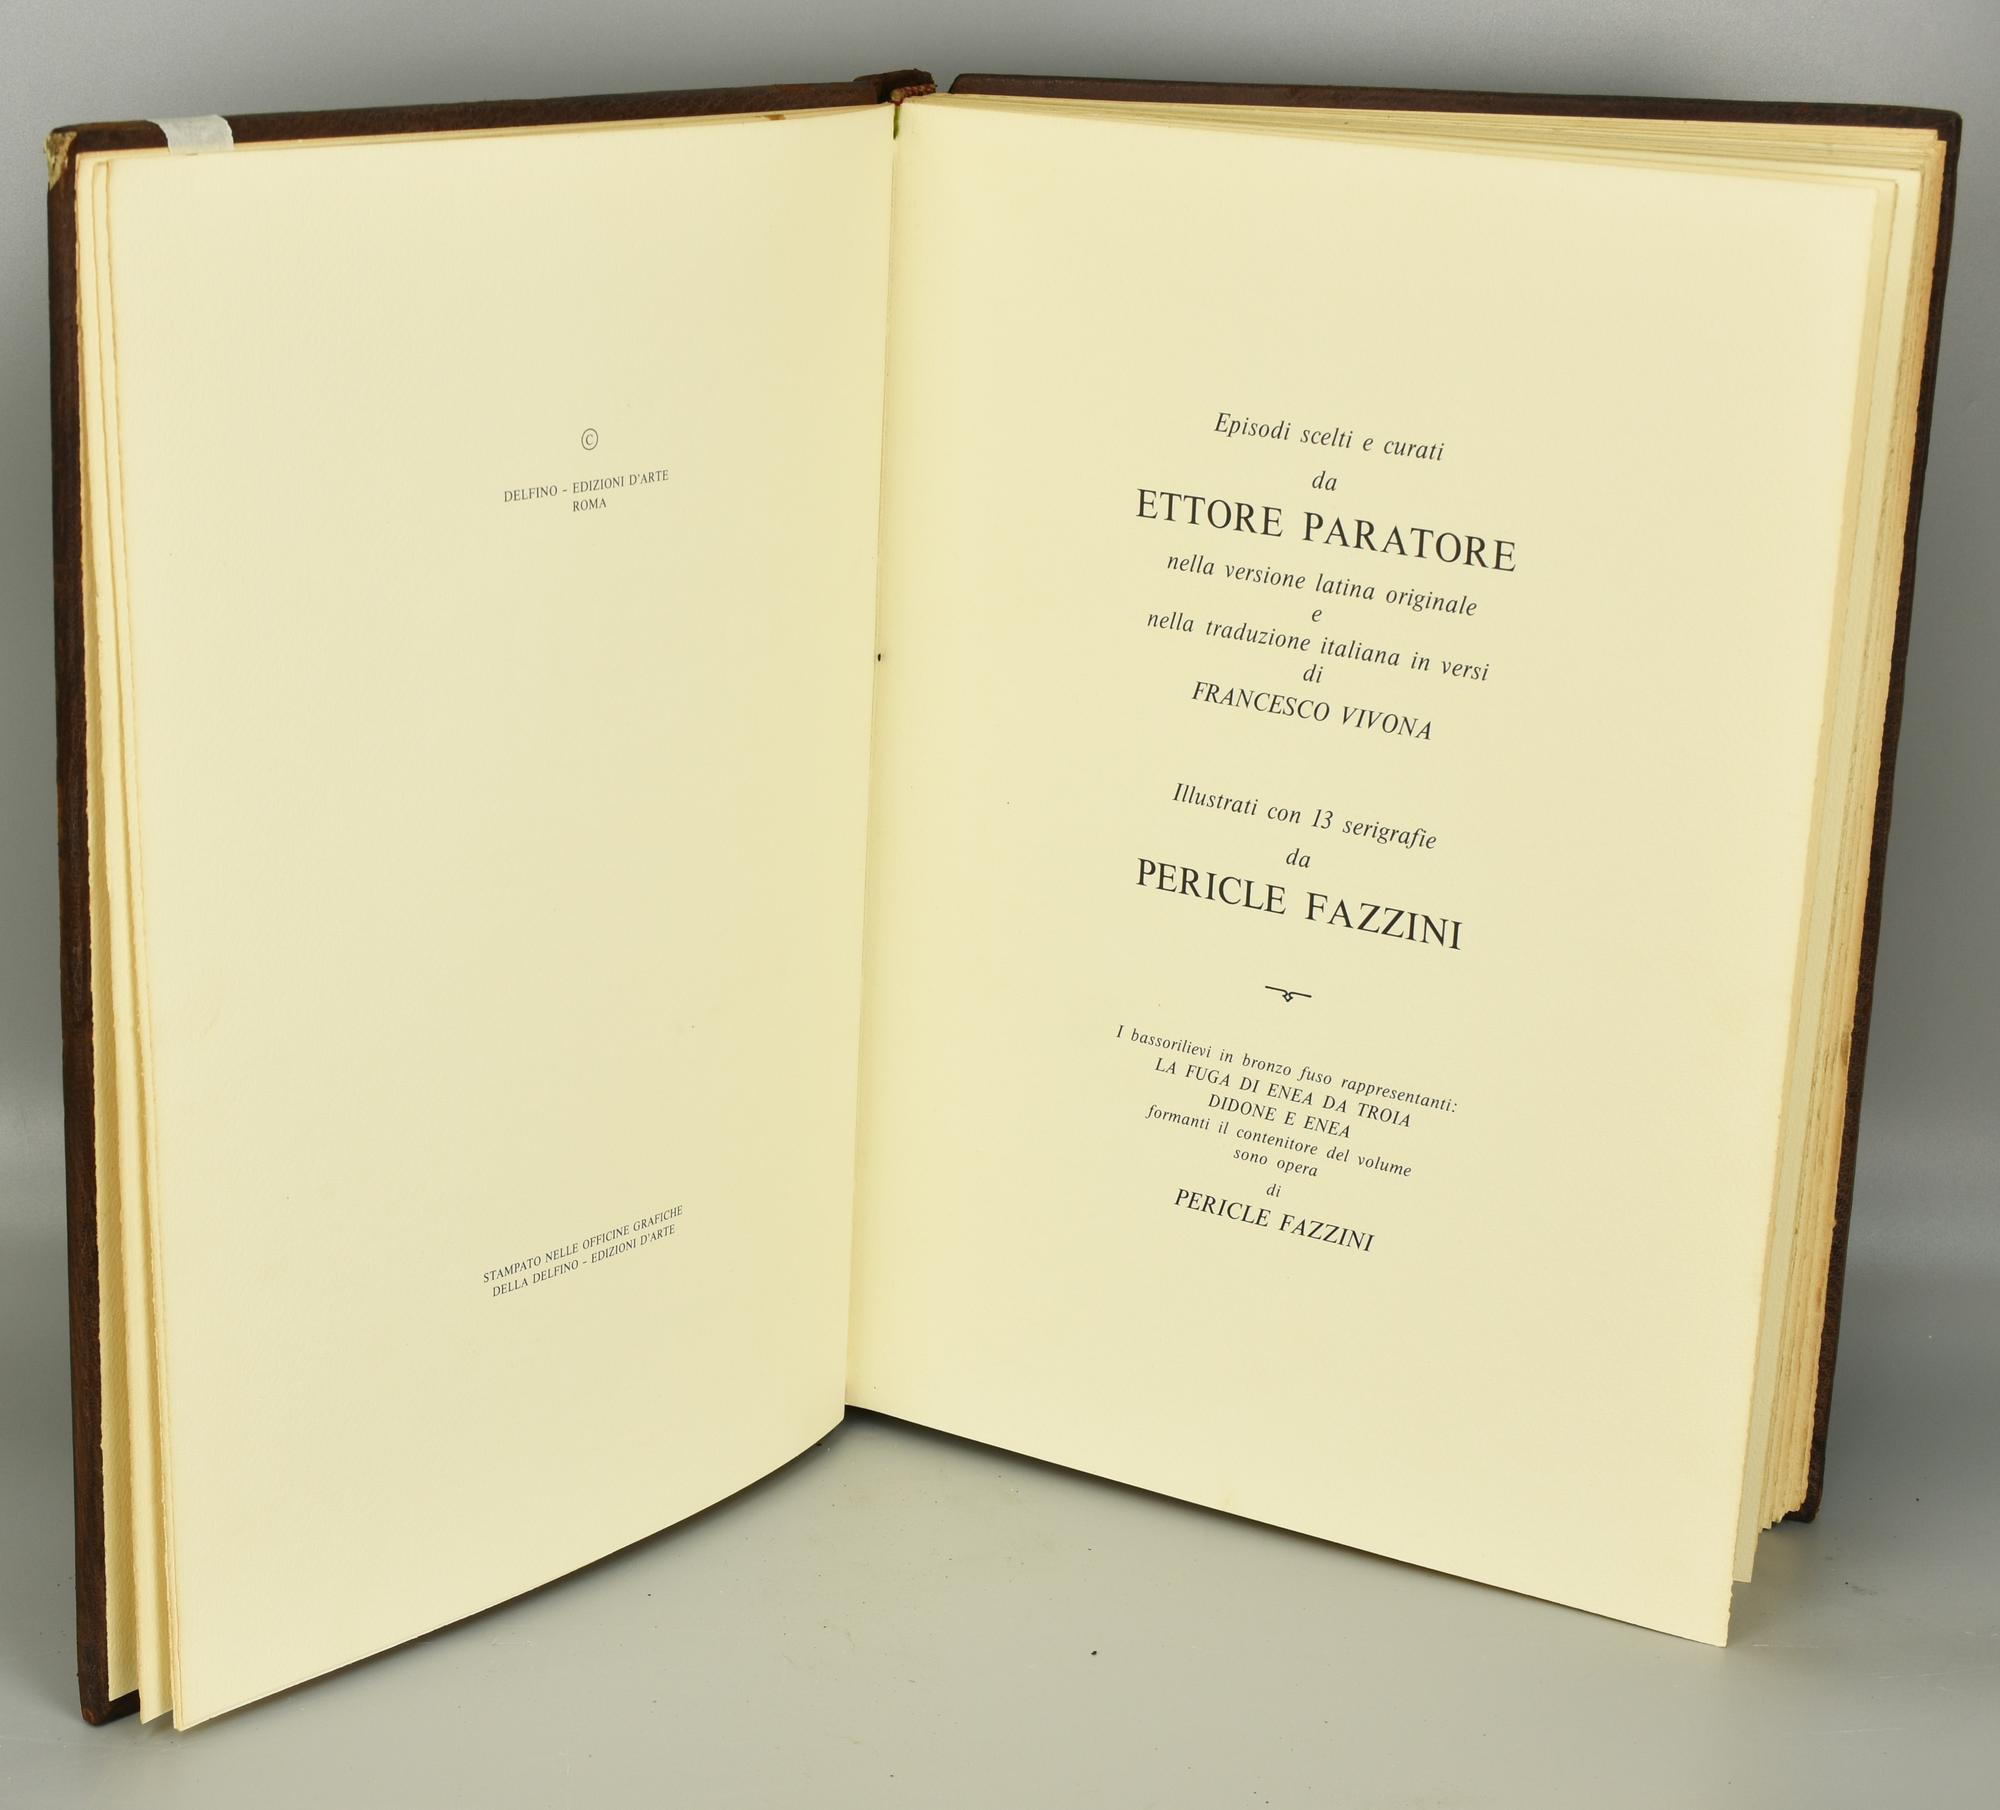 ©
DELFINO - EDIZIONI D'ARTE
ROMA
STAMPATO NELLE OFFICINE GRAFICHE
DELLA DELFINO - EDIZIONI D'ARTE
Episodi scelti e curati
da
ETTORE PARATORE
nella versione latina originale
e
nella traduzione italiana in versi
di
FRANCESCO VIVONA
Illustrati con 13 serigrafie
da
PERICLE FAZZINI
I bassorilievi in bronzo fuso rappresentanti:
LA FUGA DI ENEA DA TROIA
DIDONE E ENEA
formanti il contenitore del volume
sono opera
di
PERICLE FAZZINI